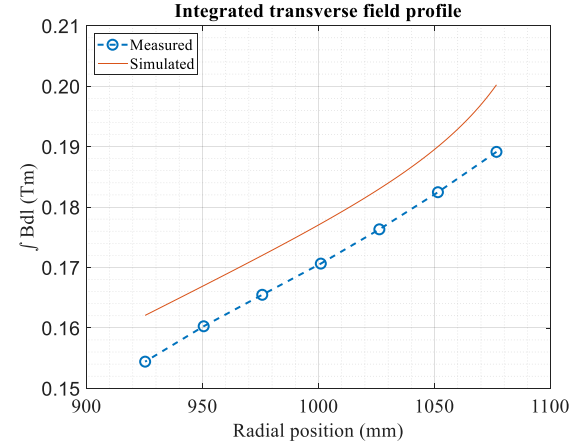 Integrated transverse field profile
Measured
Simulated
0.21
0.20
0.19
0.18
0.17
0.16
0.15
∫ Bdl (Tm)
900
950
1000
1050
1100
Radial position (mm)